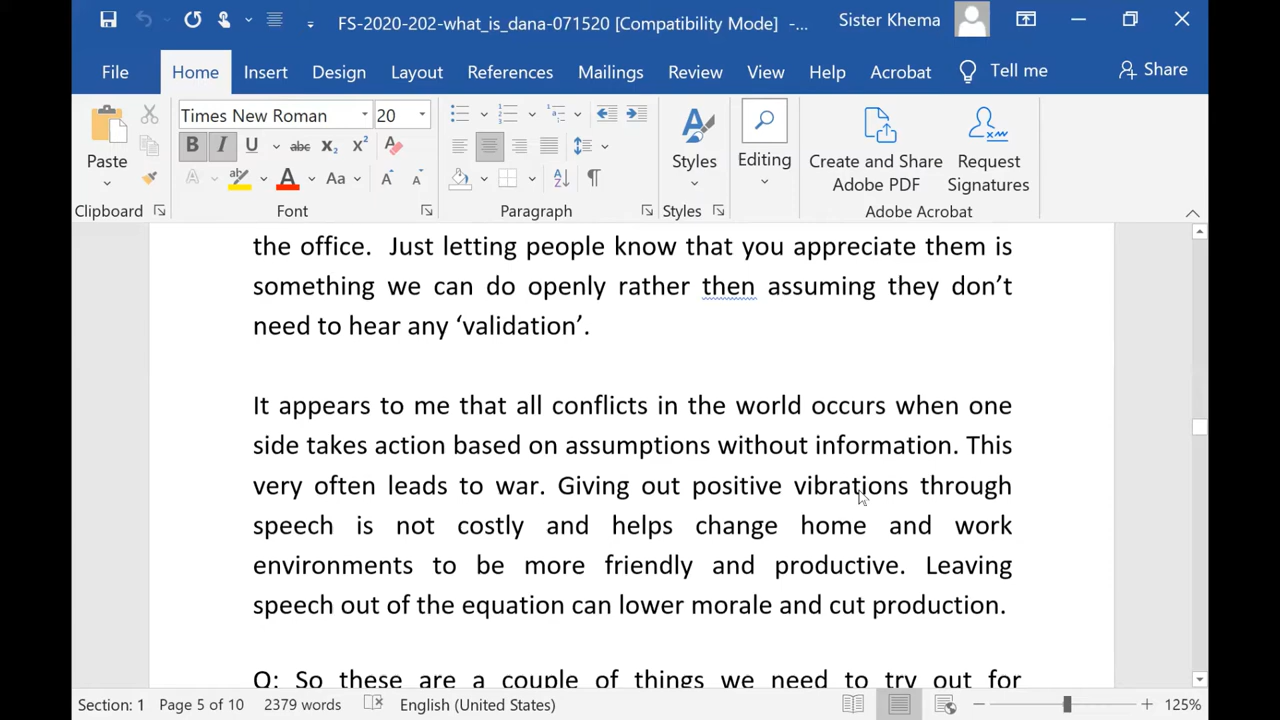 FS-2020-202-what_is_dana-071520 [Compatibility Mode] -... Sister Khema
File Home Insert Design Layout References Mailings Review View Help Acrobat Tell me Share
Times New Roman 20
Paste
B I U abc x₂ x²
A Aa A A
Styles
Editing
Create and Share
Adobe PDF
Request
Signatures
Clipboard Font Paragraph Styles Adobe Acrobat
the office. Just letting people know that you appreciate them is
something we can do openly rather then assuming they don’t
need to hear any ‘validation’.
It appears to me that all conflicts in the world occurs when one
side takes action based on assumptions without information. This
very often leads to war. Giving out positive vibrations through
speech is not costly and helps change home and work
environments to be more friendly and productive. Leaving
speech out of the equation can lower morale and cut production.
Q: So these are a couple of things we need to try out for
Section: 1 Page 5 of 10 2379 words English (United States) 125%